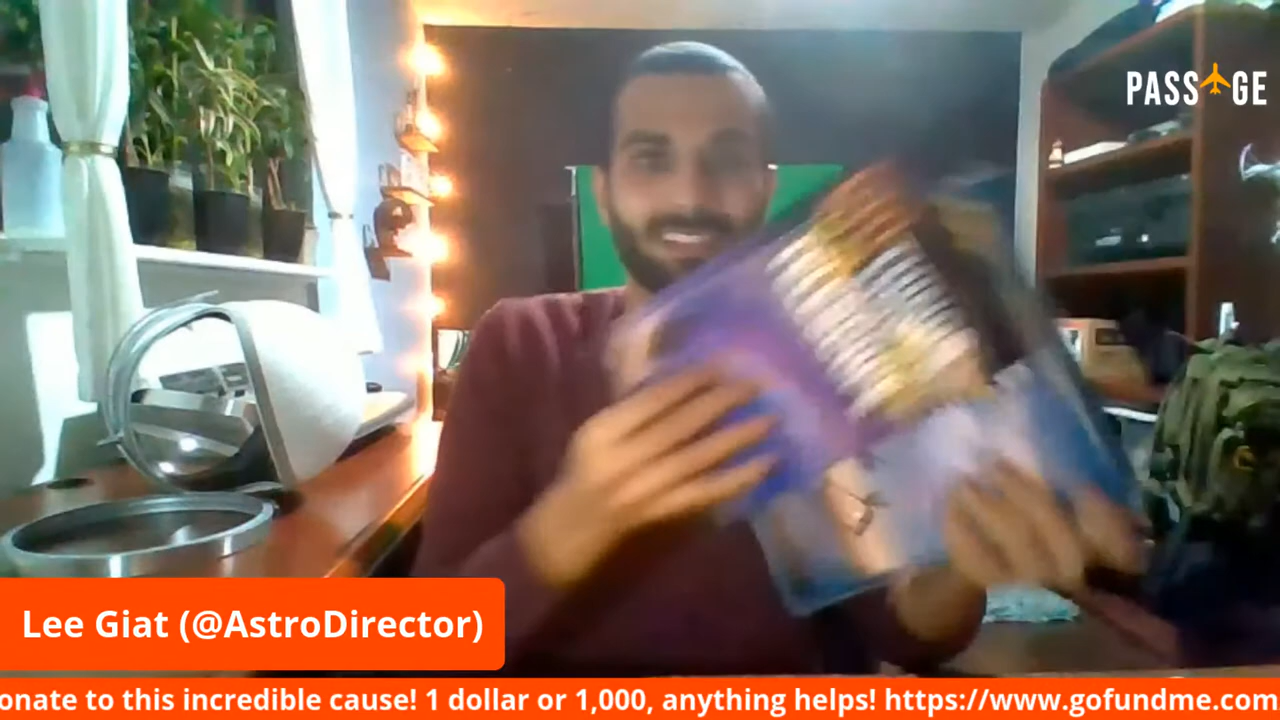 PASSAGE
Lee Giat (@AstroDirector)
onate to this incredible cause! 1 dollar or 1,000, anything helps! https://www.gofundme.com